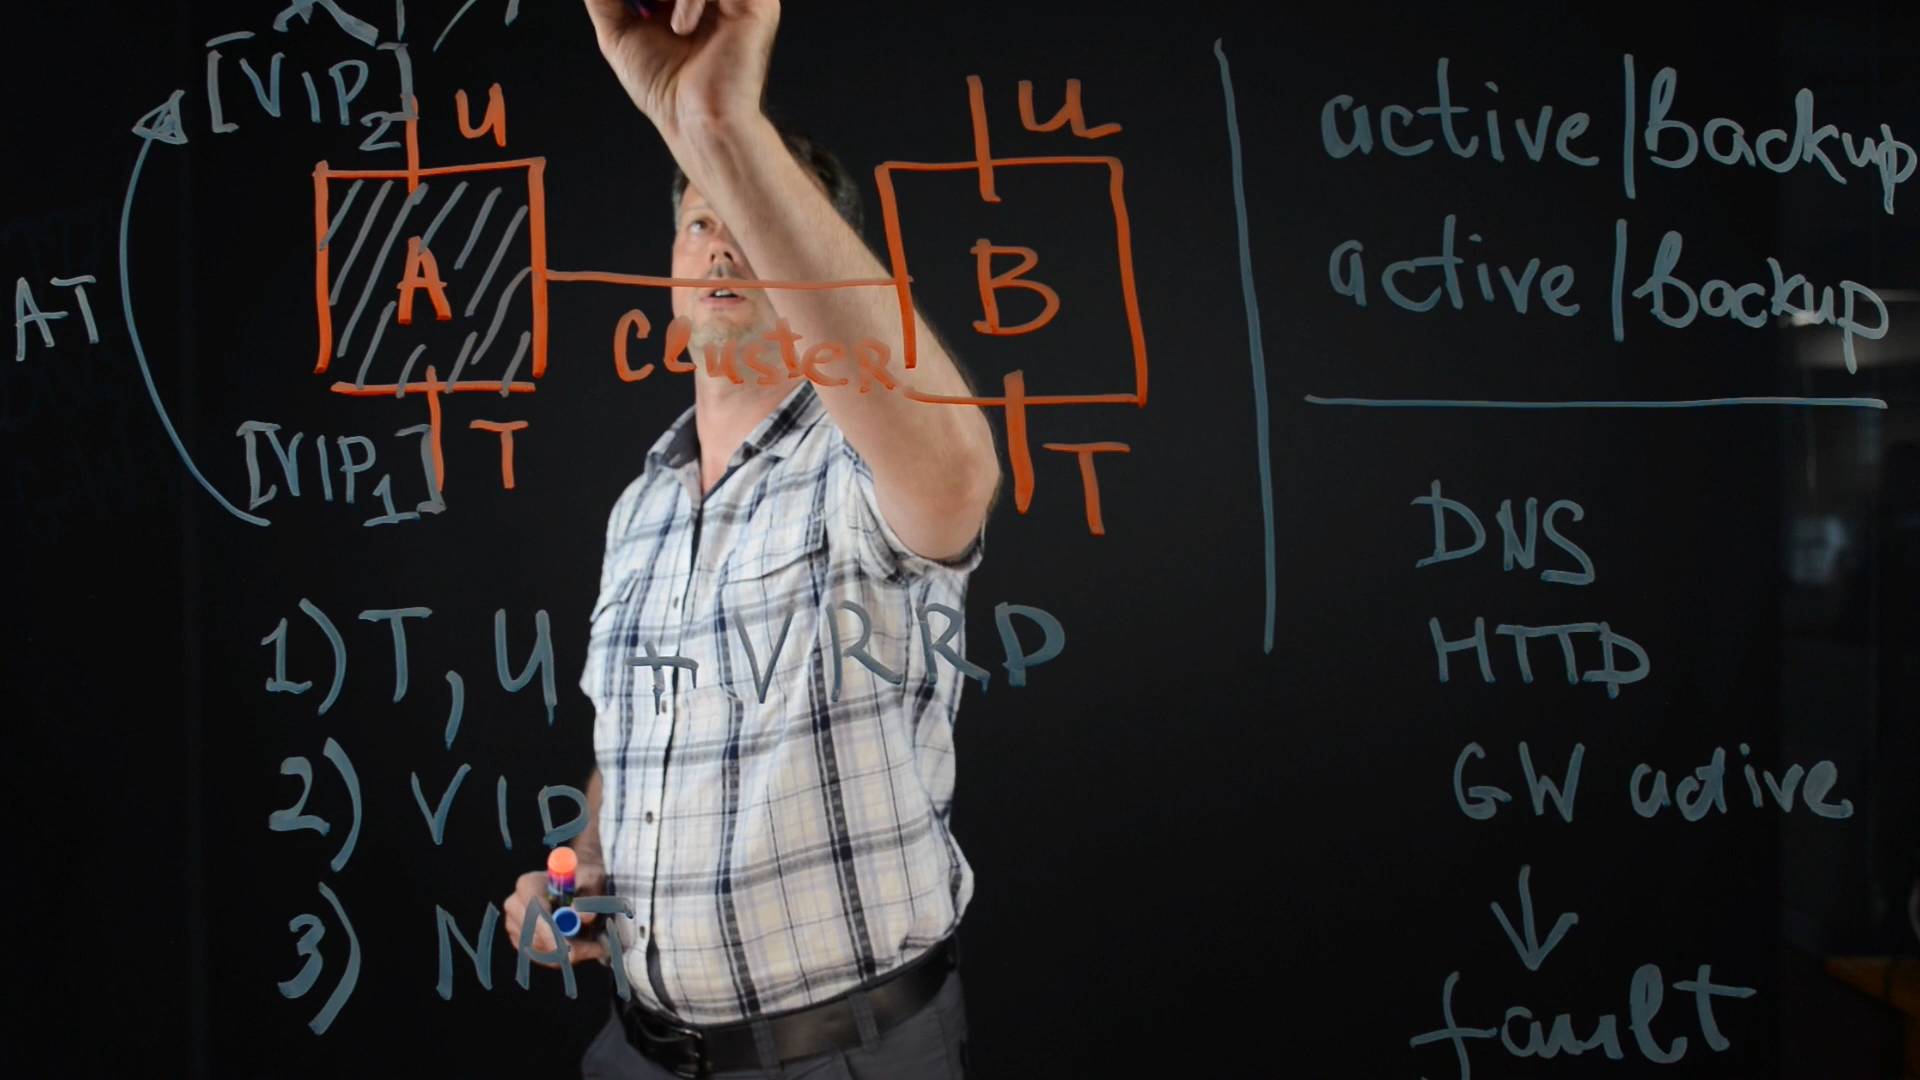 [VIP2]
U
U
A
B
AT
cluster
[VIP1]
T
T
1) T, U + VRRP
2) VIP
3) NAT
active/backup
active/backup
DNS
HTTP
GW active
↓
fault